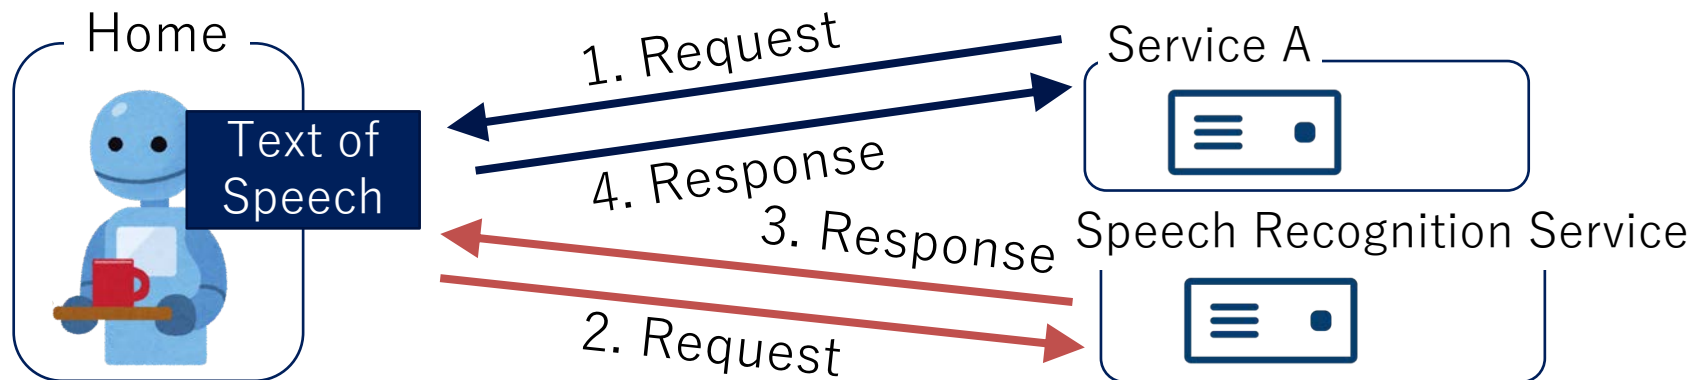 Home
Text of
Speech
1. Request
4. Response
3. Response
2. Request
Service A
Speech Recognition Service